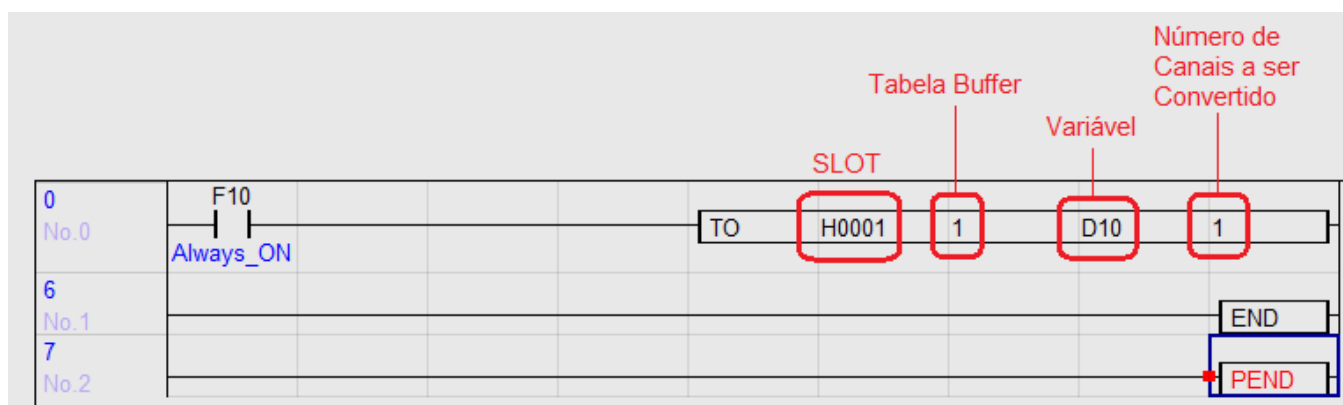 Número de
Canais a ser
Convertido
Tabela Buffer
Variável
SLOT
0 F10
No.0 TO H0001 1 D10 1
Always_ON
6
No.1 END
7
No.2 PEND